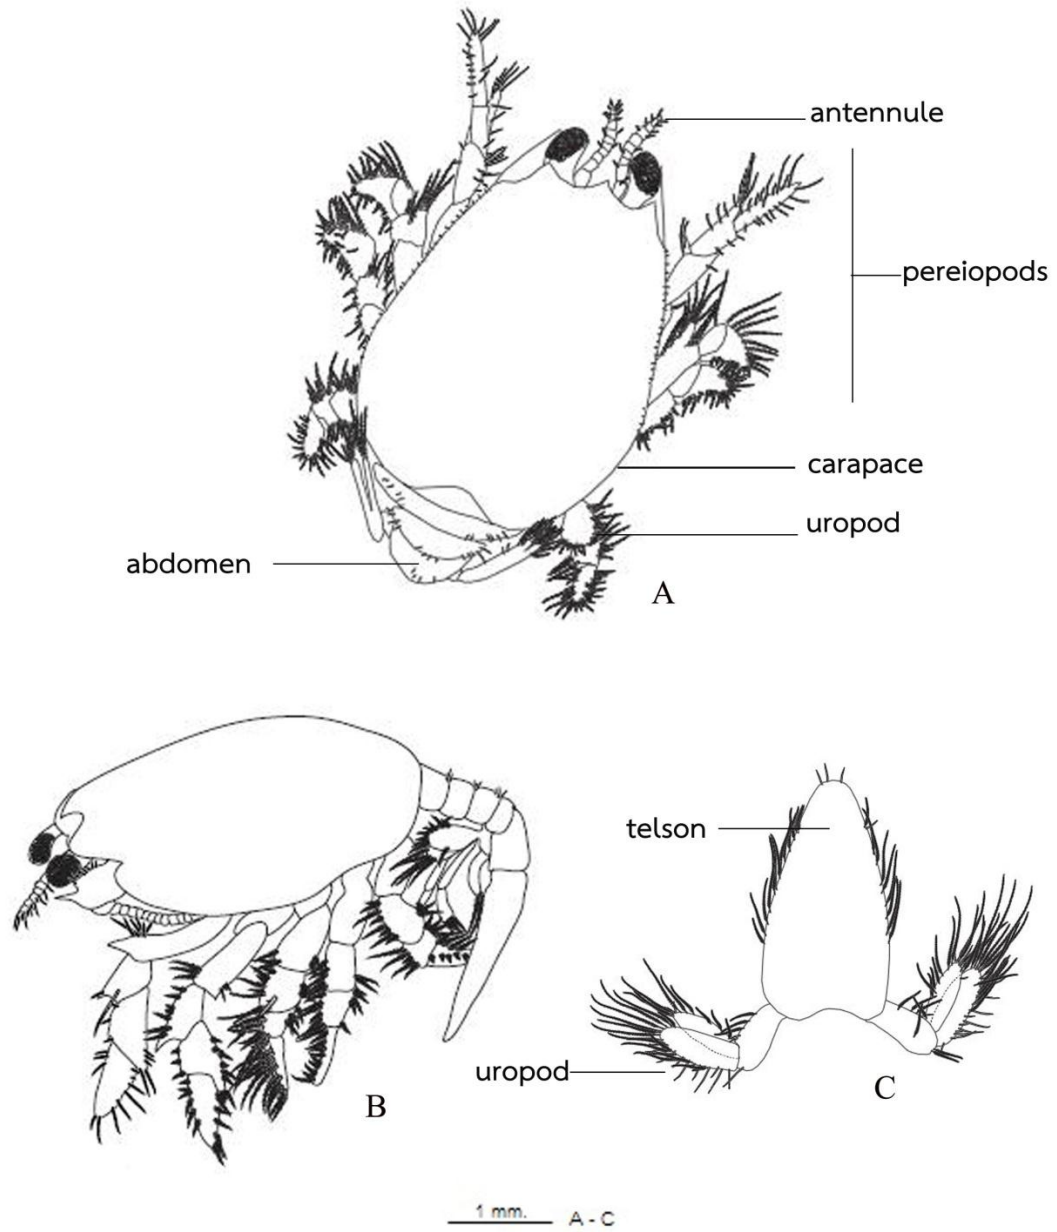 antennule
pereiopods
carapace
uropod
abdomen
A
telson
uropod
B
C
1 mm. A - C